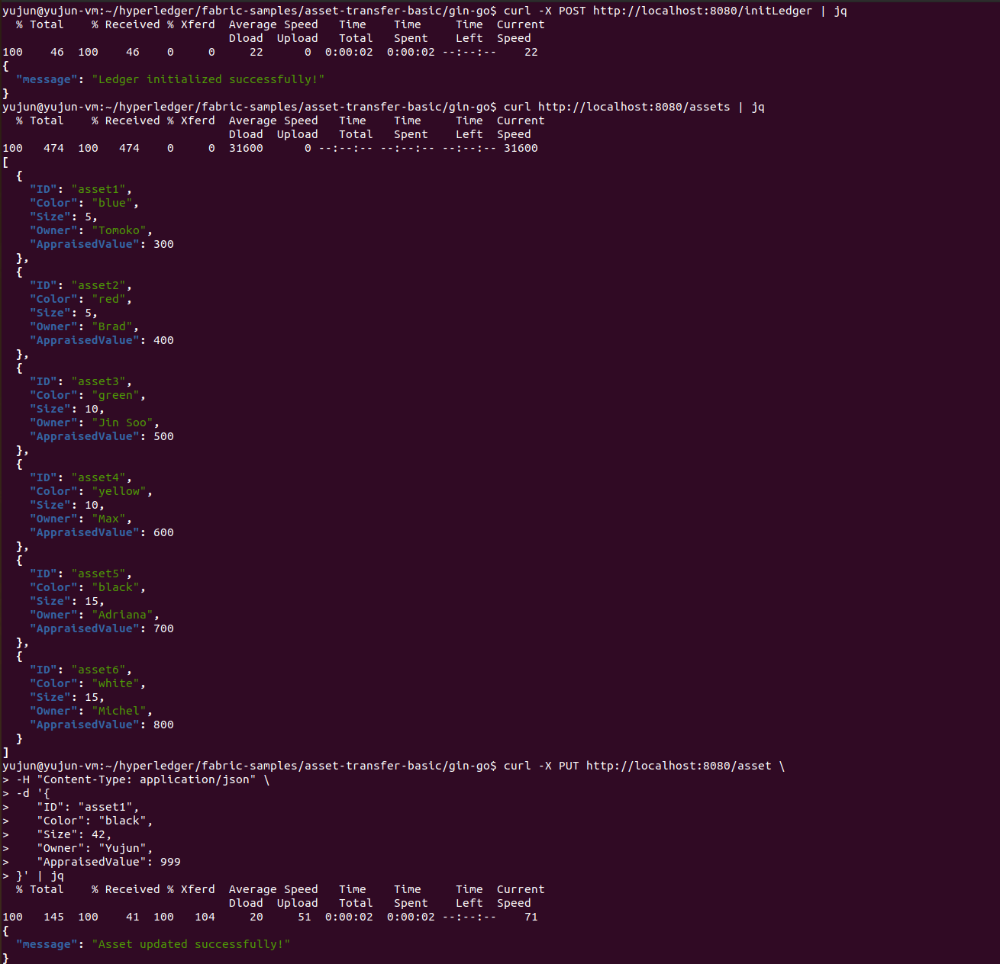 yujun@yujun-vm:~/hyperledger/fabric-samples/asset-transfer-basic/gin-go$ curl -X POST http://localhost:8080/initLedger | jq
  % Total    % Received % Xferd  Average Speed   Time    Time     Time  Current
                                 Dload  Upload   Total   Spent    Left  Speed
100    46  100    46    0     0     22      0  0:00:02  0:00:02 --:--:--    22
{
  "message": "Ledger initialized successfully!"
}
yujun@yujun-vm:~/hyperledger/fabric-samples/asset-transfer-basic/gin-go$ curl http://localhost:8080/assets | jq
  % Total    % Received % Xferd  Average Speed   Time    Time     Time  Current
                                 Dload  Upload   Total   Spent    Left  Speed
100   474  100   474    0     0  31600      0 --:--:-- --:--:-- --:--:-- 31600
[
  {
    "ID": "asset1",
    "Color": "blue",
    "Size": 5,
    "Owner": "Tomoko",
    "AppraisedValue": 300
  },
  {
    "ID": "asset2",
    "Color": "red",
    "Size": 5,
    "Owner": "Brad",
    "AppraisedValue": 400
  },
  {
    "ID": "asset3",
    "Color": "green",
    "Size": 10,
    "Owner": "Jin Soo",
    "AppraisedValue": 500
  },
  {
    "ID": "asset4",
    "Color": "yellow",
    "Size": 10,
    "Owner": "Max",
    "AppraisedValue": 600
  },
  {
    "ID": "asset5",
    "Color": "black",
    "Size": 15,
    "Owner": "Adriana",
    "AppraisedValue": 700
  },
  {
    "ID": "asset6",
    "Color": "white",
    "Size": 15,
    "Owner": "Michel",
    "AppraisedValue": 800
  }
]
yujun@yujun-vm:~/hyperledger/fabric-samples/asset-transfer-basic/gin-go$ curl -X PUT http://localhost:8080/asset \
> -H "Content-Type: application/json" \
> -d '{
>    "ID": "asset1",
>    "Color": "black",
>    "Size": 42,
>    "Owner": "Yujun",
>    "AppraisedValue": 999
> }' | jq
  % Total    % Received % Xferd  Average Speed   Time    Time     Time  Current
                                 Dload  Upload   Total   Spent    Left  Speed
100   145  100    41  100   104     20     51  0:00:02  0:00:02 --:--:--    71
{
  "message": "Asset updated successfully!"
}